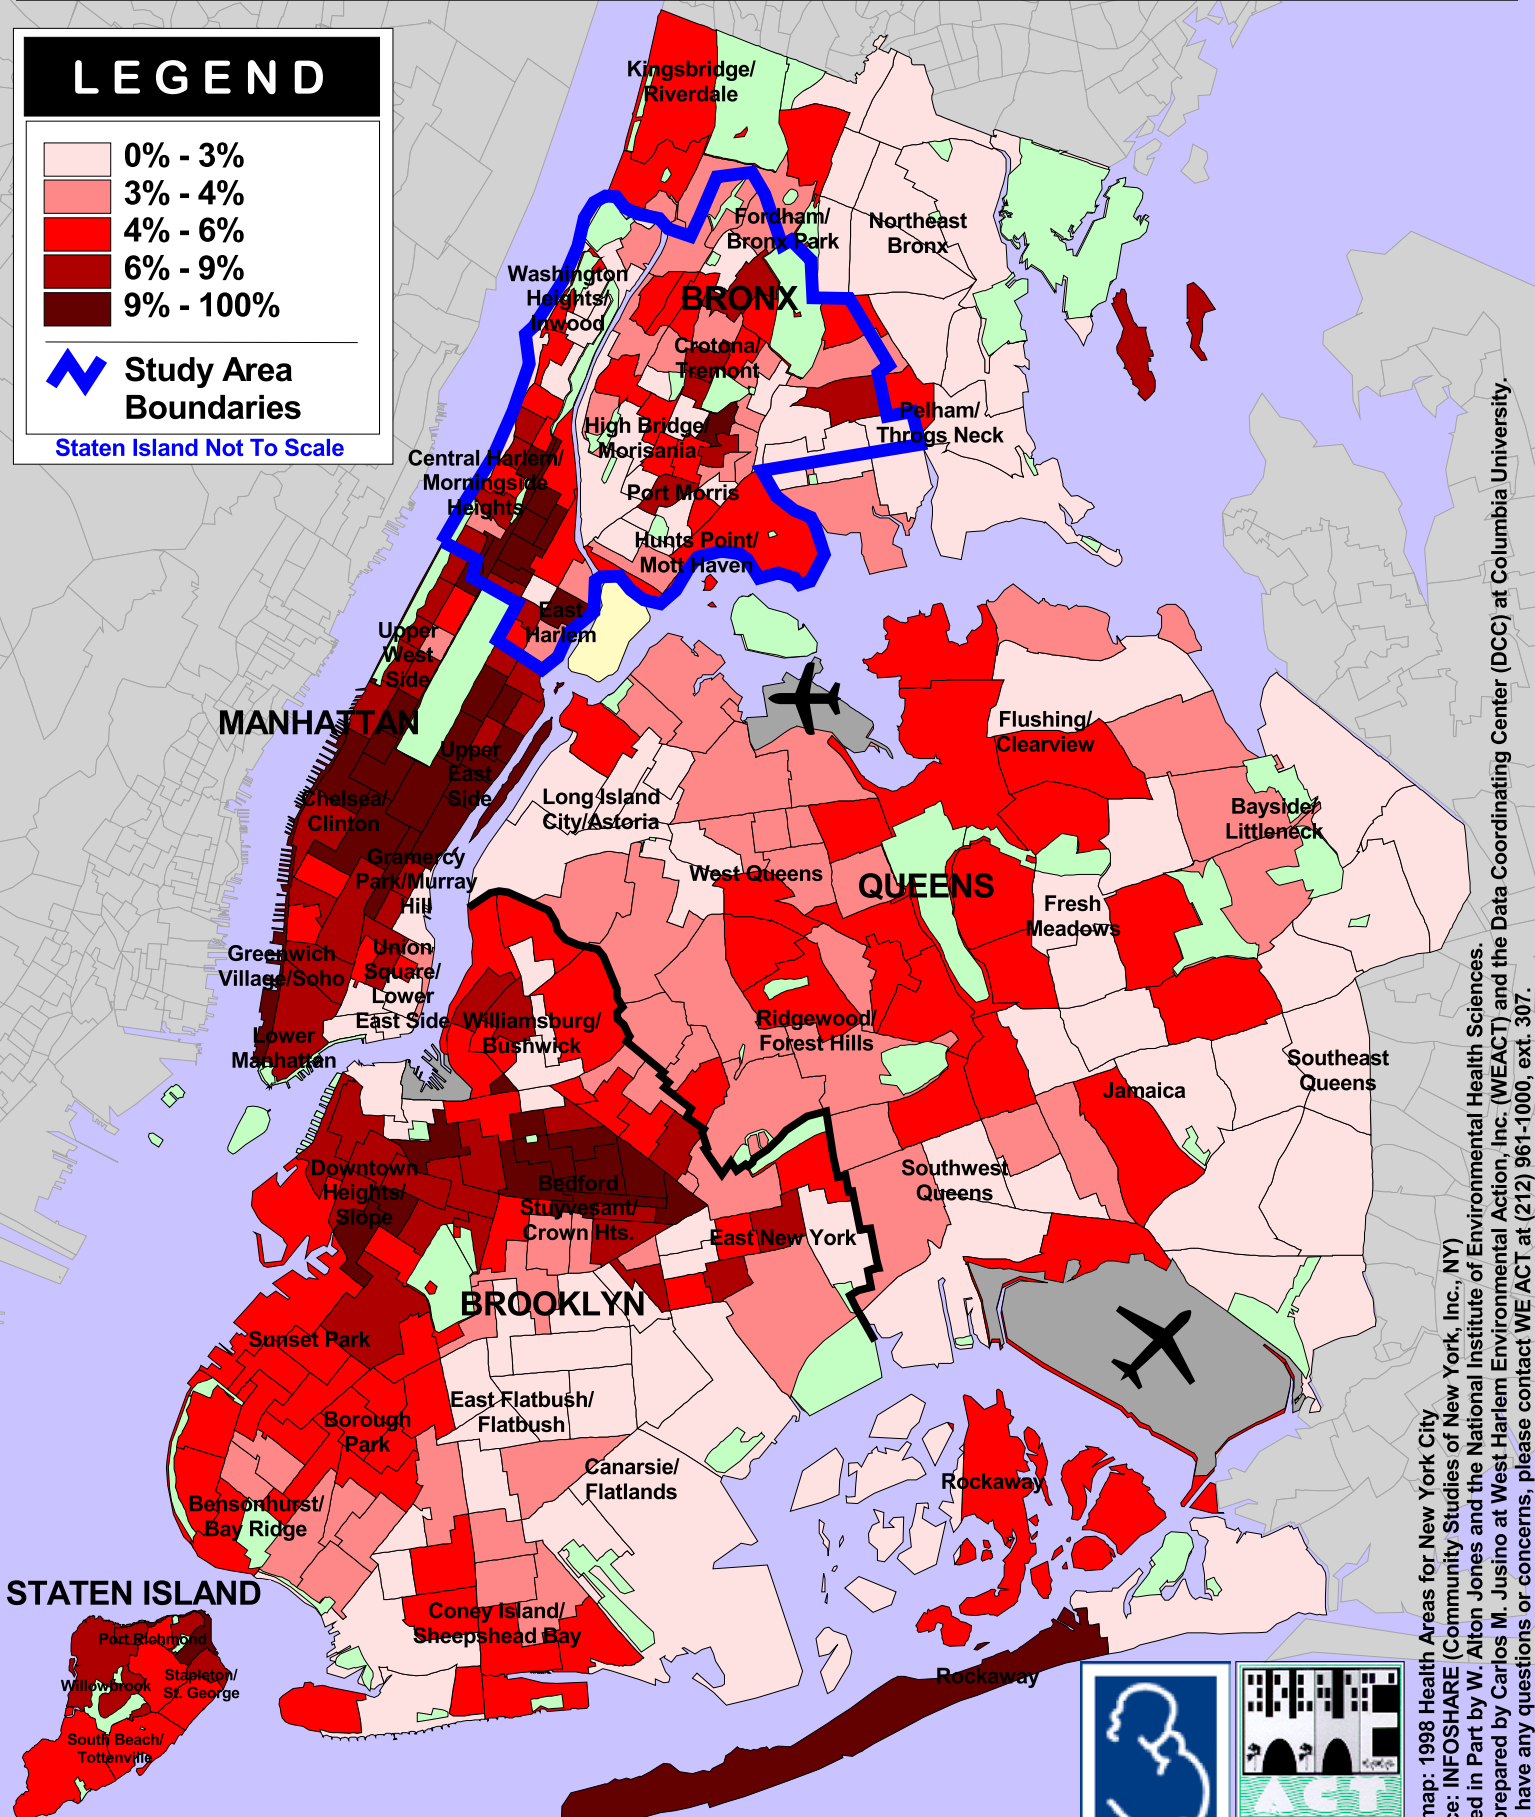 LEGEND
0% - 3%
3% - 4%
4% - 6%
6% - 9%
9% - 100%
Study Area
Boundaries
Staten Island Not To Scale
Kingsbridge/
Riverdale
Fordham/
Bronx Park
Northeast
Bronx
Washington
Heights/
Inwood
BRONX
Crotona/
Tremont
Pelham/
Throgs Neck
High Bridge/
Morisania
Central Harlem/
Morningside
Heights
Port Morris
Hunts Point/
Mott Haven
East
Harlem
Upper
West
Side
MANHATTAN
Upper
East
Side
Chelsea/
Clinton
Gramercy
Park/Murray
Hill
Greenwich
Village/Soho
Union
Square/
Lower
East Side
Lower
Manhattan
Flushing/
Clearview
Long Island
City/Astoria
Bayside/
Littleneck
West Queens
QUEENS
Fresh
Meadows
Ridgewood/
Forest Hills
Southeast
Queens
Jamaica
Southwest
Queens
Williamsburg/
Bushwick
Downtown
Heights/
Slope
Bedford
Stuyvesant/
Crown Hts.
East New York
BROOKLYN
Sunset Park
East Flatbush/
Flatbush
Borough
Park
Canarsie/
Flatlands
Bensonhurst/
Bay Ridge
Coney Island/
Sheepshead Bay
Rockaway
Rockaway
STATEN ISLAND
Port Richmond
Stapleton/
St. George
Willowbrook
South Beach/
Tottenville
map: 1998 Health Areas for New York City
ce: INFOSHARE (Community Studies of New York, Inc., NY)
ed in Part by W. Alton Jones and the National Institute of Environmental Health Sciences.
prepared by Carlos M. Jusino at West Harlem Environmental Action, Inc. (WEACT) and the Data Coordinating Center (DCC) at Columbia University.
have any questions or concerns, please contact WE ACT at (212) 961-1000, ext. 307.
ACT